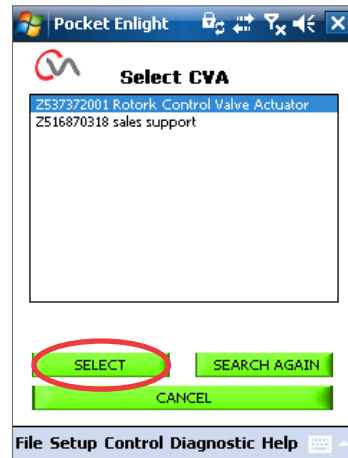 Pocket Enlight
Select CVA
Z537372001 Rotork Control Valve Actuator
Z516870318 sales support
SELECT
SEARCH AGAIN
CANCEL
File Setup Control Diagnostic Help